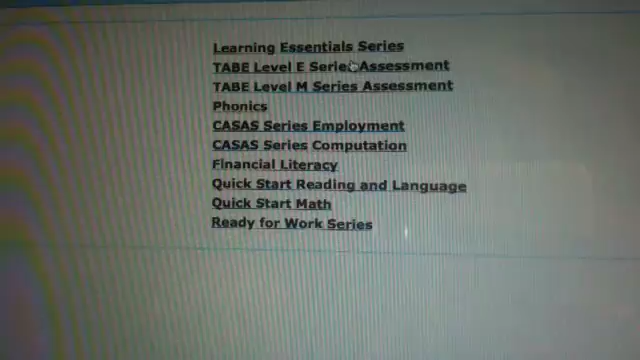 Learning Essentials Series
TABE Level E Series Assessment
TABE Level M Series Assessment
Phonics
CASAS Series Employment
CASAS Series Computation
Financial Literacy
Quick Start Reading and Language
Quick Start Math
Ready for Work Series